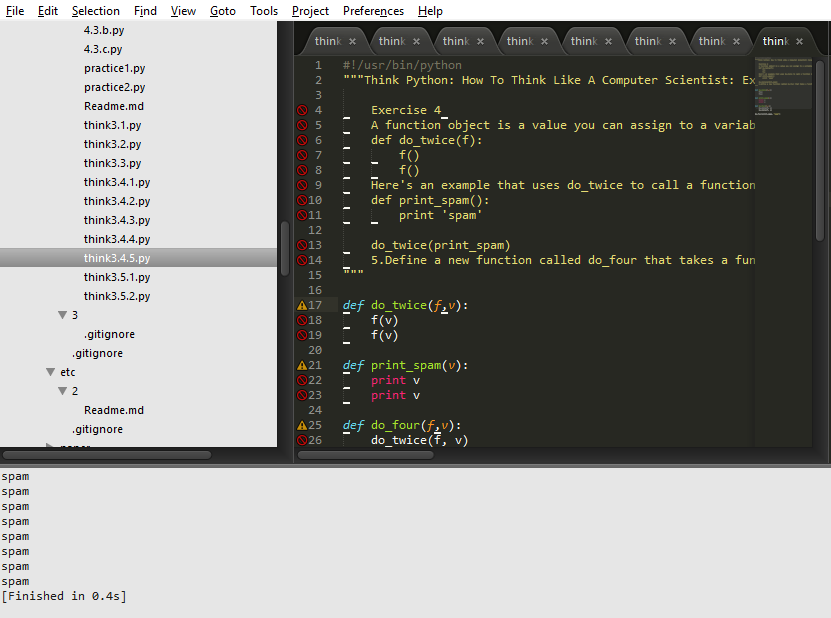 File Edit Selection Find View Goto Tools Project Preferences Help
4.3.b.py
4.3.c.py
practice1.py
practice2.py
Readme.md
think3.1.py
think3.2.py
think3.3.py
think3.4.1.py
think3.4.2.py
think3.4.3.py
think3.4.4.py
think3.4.5.py
think3.5.1.py
think3.5.2.py
3
.gitignore
.gitignore
etc
2
Readme.md
.gitignore
think × think × think × think × think × think × think × think ×
1 #!/usr/bin/python
2 """Think Python: How To Think Like A Computer Scientist: Ex
3
4 Exercise 4
5 A function object is a value you can assign to a variab
6 def do_twice(f):
7 f()
8 f()
9 Here's an example that uses do_twice to call a function
10 def print_spam():
11 print 'spam'
12
13 do_twice(print_spam)
14 5.Define a new function called do_four that takes a fun
15 """
16
17 def do_twice(f,v):
18 f(v)
19 f(v)
20
21 def print_spam(v):
22 print v
23 print v
24
25 def do_four(f,v):
26 do_twice(f, v)
spam
spam
spam
spam
spam
spam
spam
spam
[Finished in 0.4s]